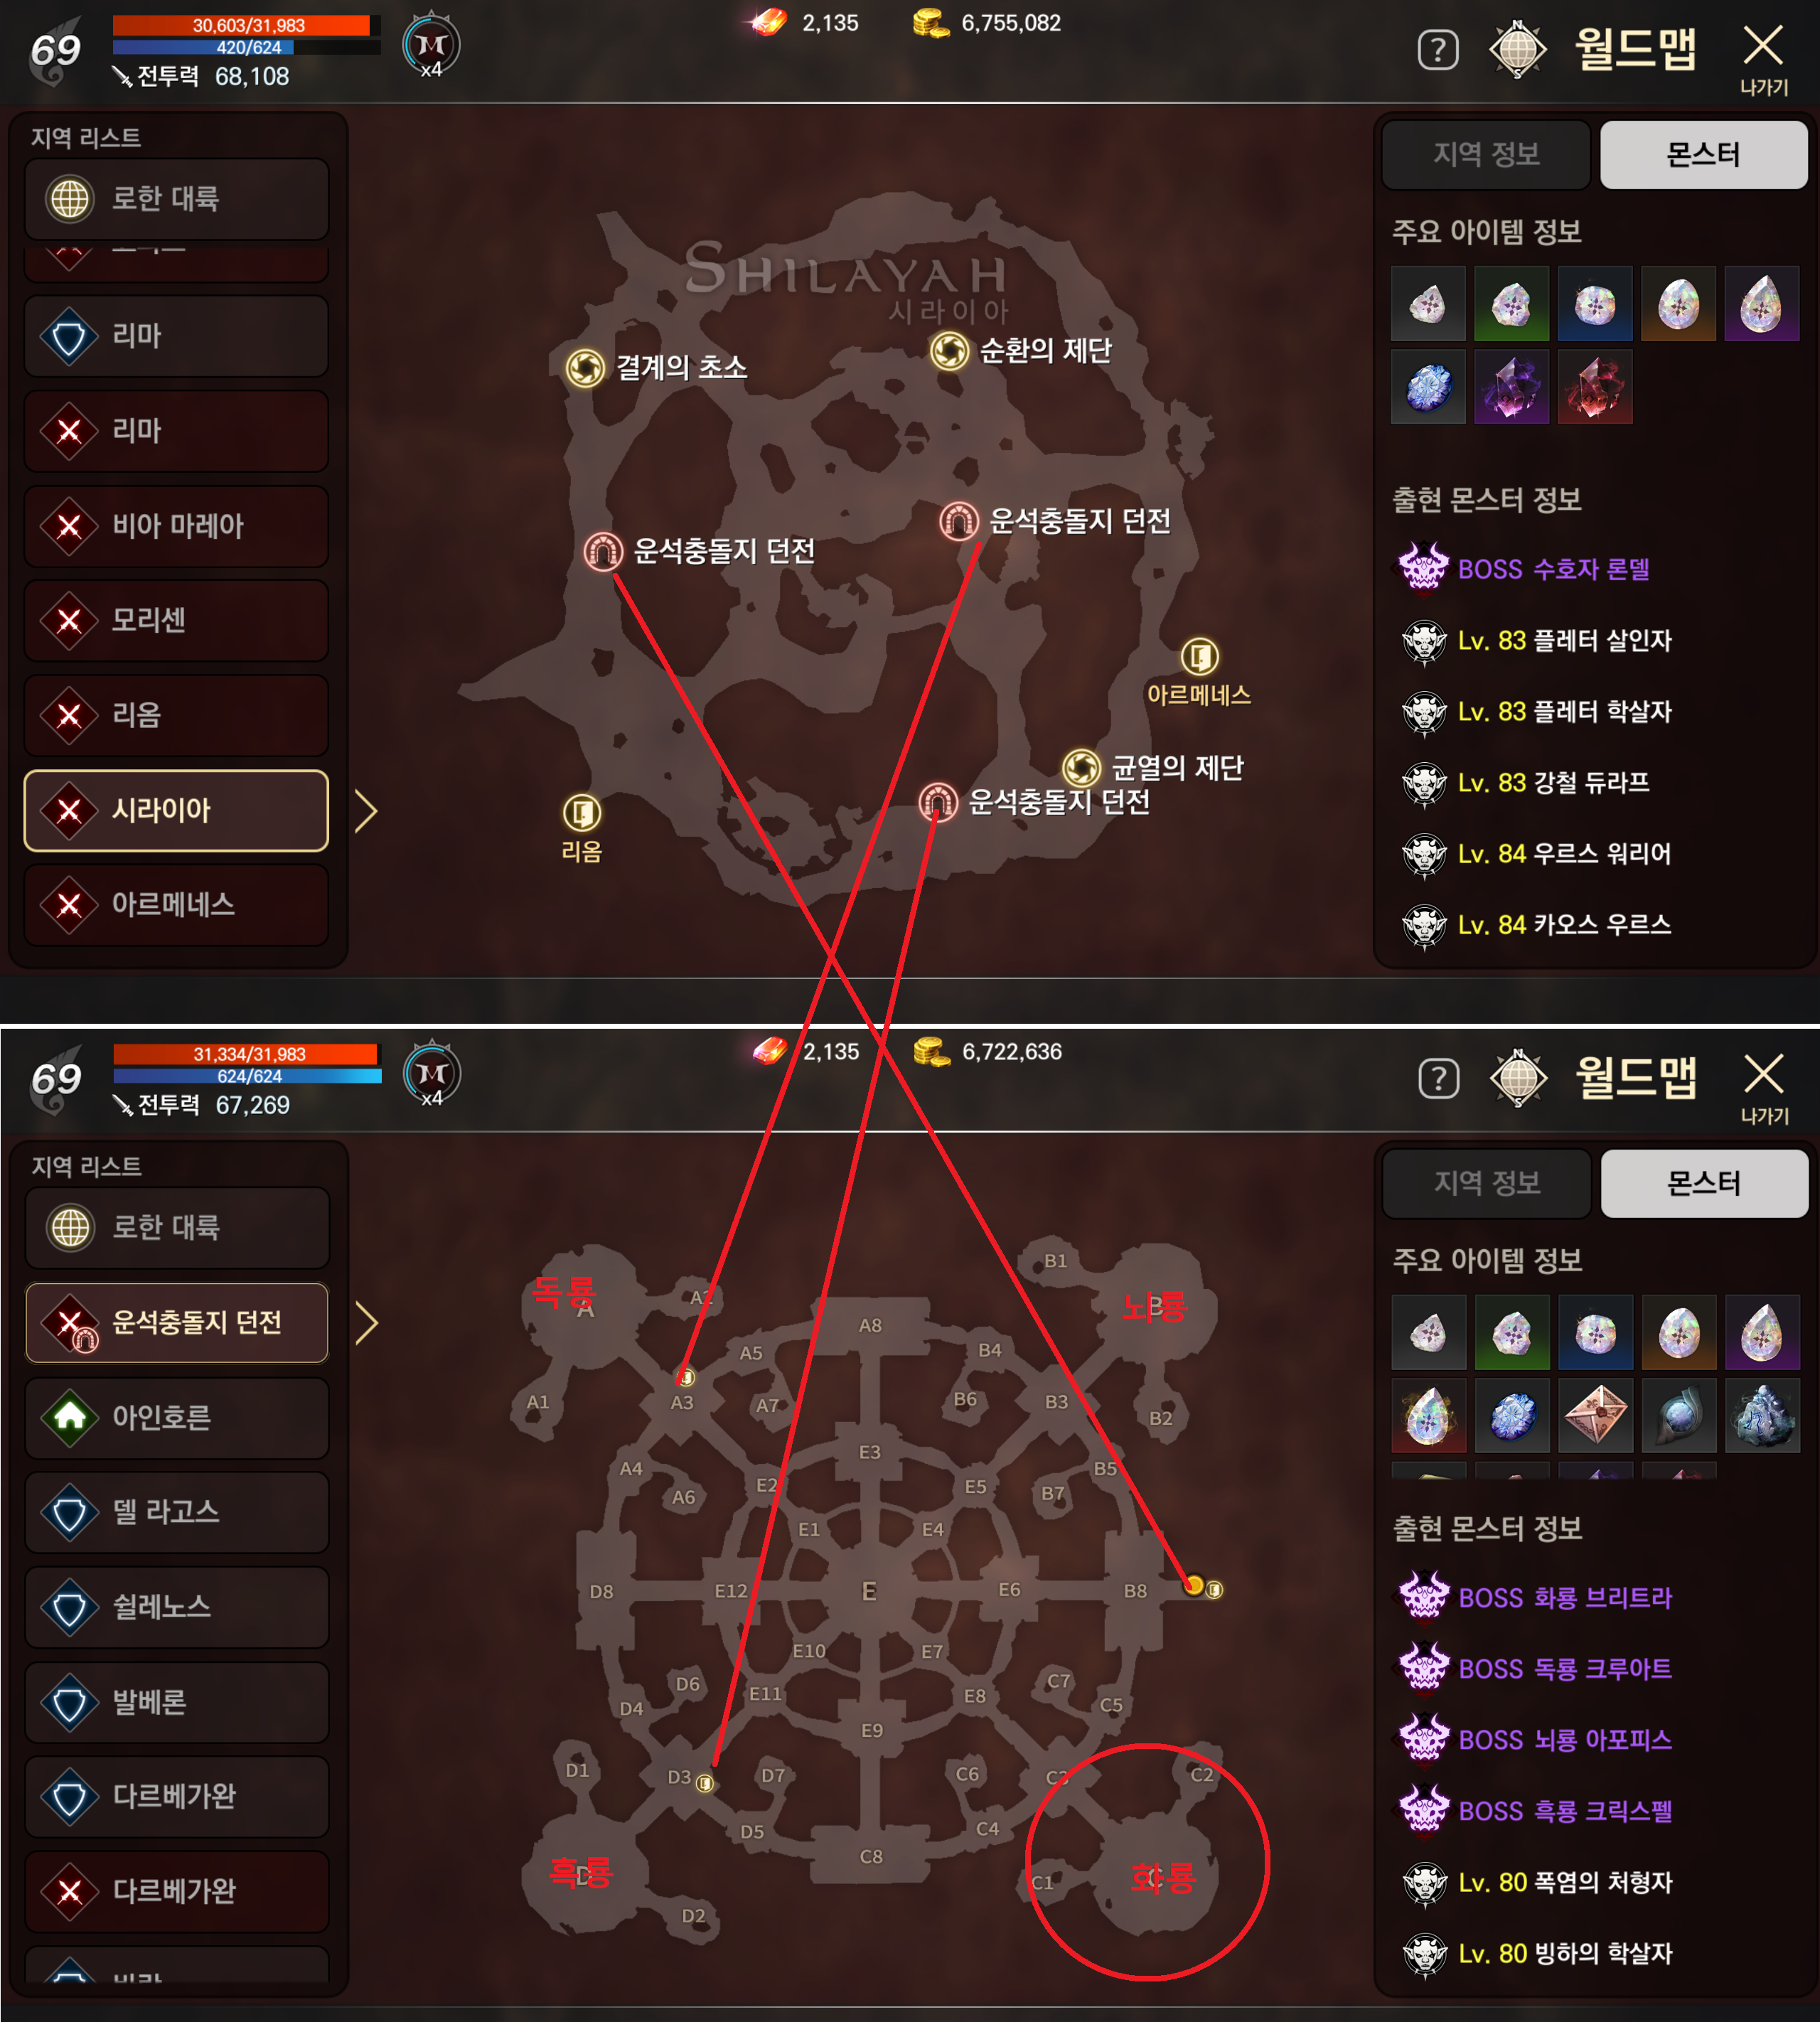 69
30,603/31,983
420/624
전투력 68,108
x4
2,135
6,755,082
?
N
S
월드맵
나가기
지역 리스트
로한 대륙
리마
리마
비아 마레아
모리센
리옴
시라이아
아르메네스
SHILAYAH
시라이아
결계의 초소
순환의 제단
운석충돌지 던전
운석충돌지 던전
아르메네스
균열의 제단
운석충돌지 던전
리옴
지역 정보
몬스터
주요 아이템 정보
출현 몬스터 정보
BOSS 수호자 론델
Lv. 83 플레터 살인자
Lv. 83 플레터 학살자
Lv. 83 강철 듀라프
Lv. 84 우르스 워리어
Lv. 84 카오스 우르스
69
31,334/31,983
624/624
전투력 67,269
x4
2,135
6,722,636
?
N
S
월드맵
나가기
지역 리스트
로한 대륙
운석충돌지 던전
아인호른
델 라고스
쉴레노스
발베론
다르베가완
다르베가완
B1
독룡
A
A2
뇌룡
B
A8
A5
B4
A1
A3
A7
B6
B3
B2
E3
A4
A6
E2
E5
B7
B5
E1
E4
D8
E12
E
E6
B8
E10
E7
D6
D4
E11
E8
C7
C5
E9
D1
D3
D7
C6
C3
C2
D5
C4
C8
흑룡
D
C1
화룡
C
D2
지역 정보
몬스터
주요 아이템 정보
출현 몬스터 정보
BOSS 화룡 브리트라
BOSS 독룡 크루아트
BOSS 뇌룡 아포피스
BOSS 흑룡 크릭스펠
Lv. 80 폭염의 처형자
Lv. 80 빙하의 학살자